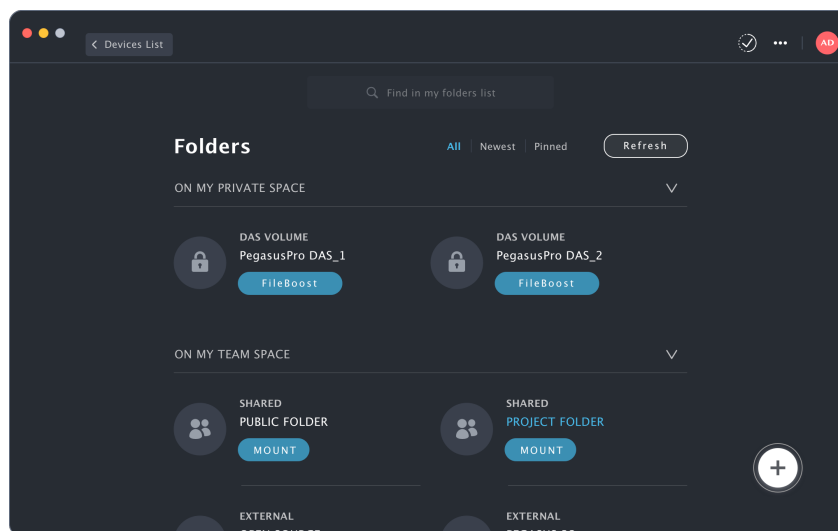 Devices List
AD
Find in my folders list
Folders
All Newest Pinned Refresh
ON MY PRIVATE SPACE
DAS VOLUME
PegasusPro DAS_1
FileBoost
DAS VOLUME
PegasusPro DAS_2
FileBoost
ON MY TEAM SPACE
SHARED
PUBLIC FOLDER
MOUNT
SHARED
PROJECT FOLDER
MOUNT
EXTERNAL
EXTERNAL